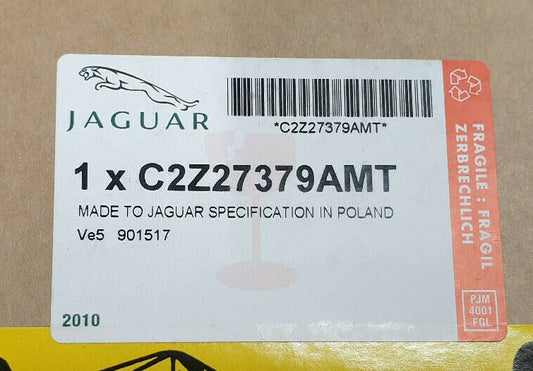 JAGUAR
*C2Z27379AMT*
1 x C2Z27379AMT
MADE TO JAGUAR SPECIFICATION IN POLAND
Ve5 901517
2010
FRAGILE : FRAGIL
ZERBRECHLICH
PJM
4001
FGL